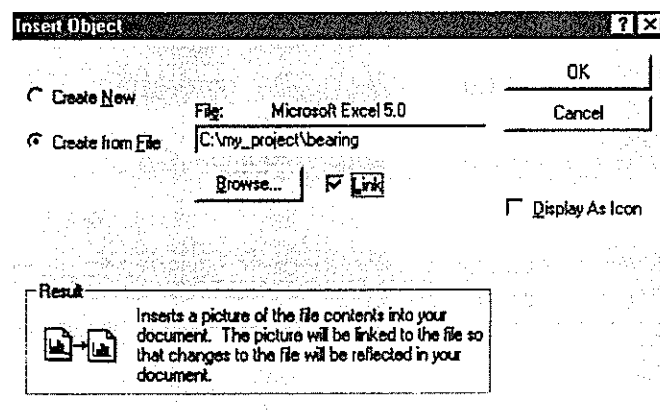 Insert Object
Create New
Create from File
File: Microsoft Excel 5.0
C:\my_project\bearing
Browse...
Link
OK
Cancel
Display As Icon
Result
Inserts a picture of the file contents into your
document. The picture will be linked to the file so
that changes to the file will be reflected in your
document.